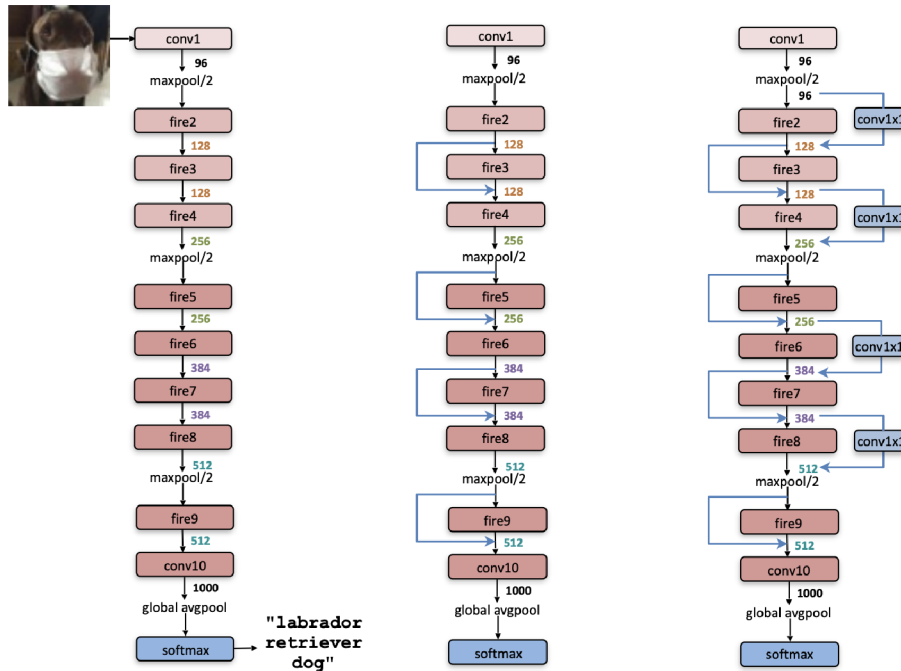 conv1
96
maxpool/2
fire2
128
fire3
128
fire4
256
maxpool/2
fire5
256
fire6
384
fire7
384
fire8
512
maxpool/2
fire9
512
conv10
1000
global avgpool
softmax
"labrador
retriever
dog"
conv1
96
maxpool/2
fire2
128
fire3
128
fire4
256
maxpool/2
fire5
256
fire6
384
fire7
384
fire8
512
maxpool/2
fire9
512
conv10
1000
global avgpool
softmax
conv1
96
maxpool/2
96
conv1x1
fire2
128
fire3
128
conv1x1
fire4
256
maxpool/2
fire5
256
conv1x1
fire6
384
fire7
384
conv1x1
fire8
512
maxpool/2
fire9
512
conv10
1000
global avgpool
softmax